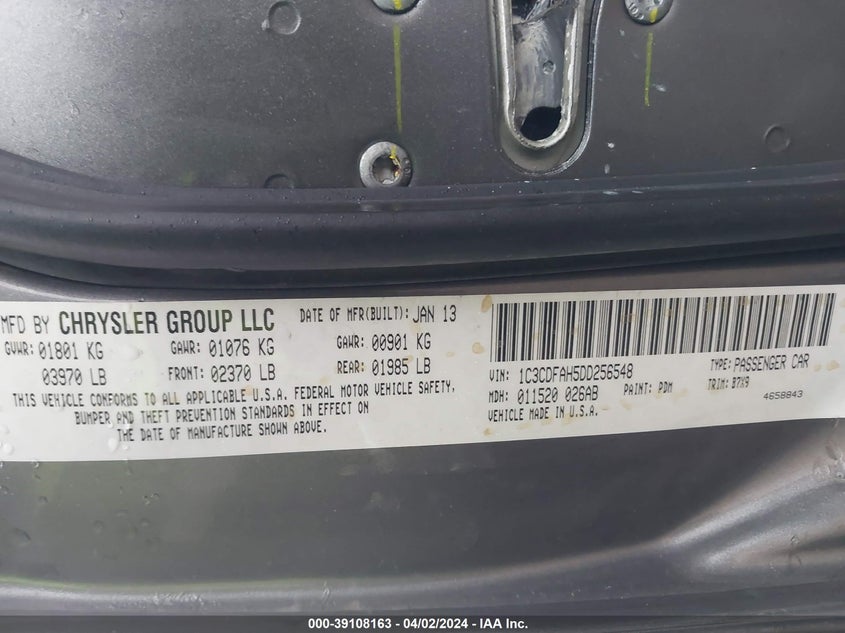 MFD BY CHRYSLER GROUP LLC DATE OF MFR(BUILT): JAN 13
GVWR: 01801 KG GAWR: 01076 KG GAWR: 00901 KG
03970 LB FRONT: 02370 LB REAR: 01985 LB
THIS VEHICLE CONFORMS TO ALL APPLICABLE U.S.A. FEDERAL MOTOR VEHICLE SAFETY,
BUMPER AND THEFT PREVENTION STANDARDS IN EFFECT ON
THE DATE OF MANUFACTURE SHOWN ABOVE.
VIN: 1C3CDFAH5DD256548 TYPE: PASSENGER CAR
MDH: 011520 026AB PAINT: PDM TRIM: B7X9
VEHICLE MADE IN U.S.A. 4658843
000-39108163 - 04/02/2024 - IAA Inc.